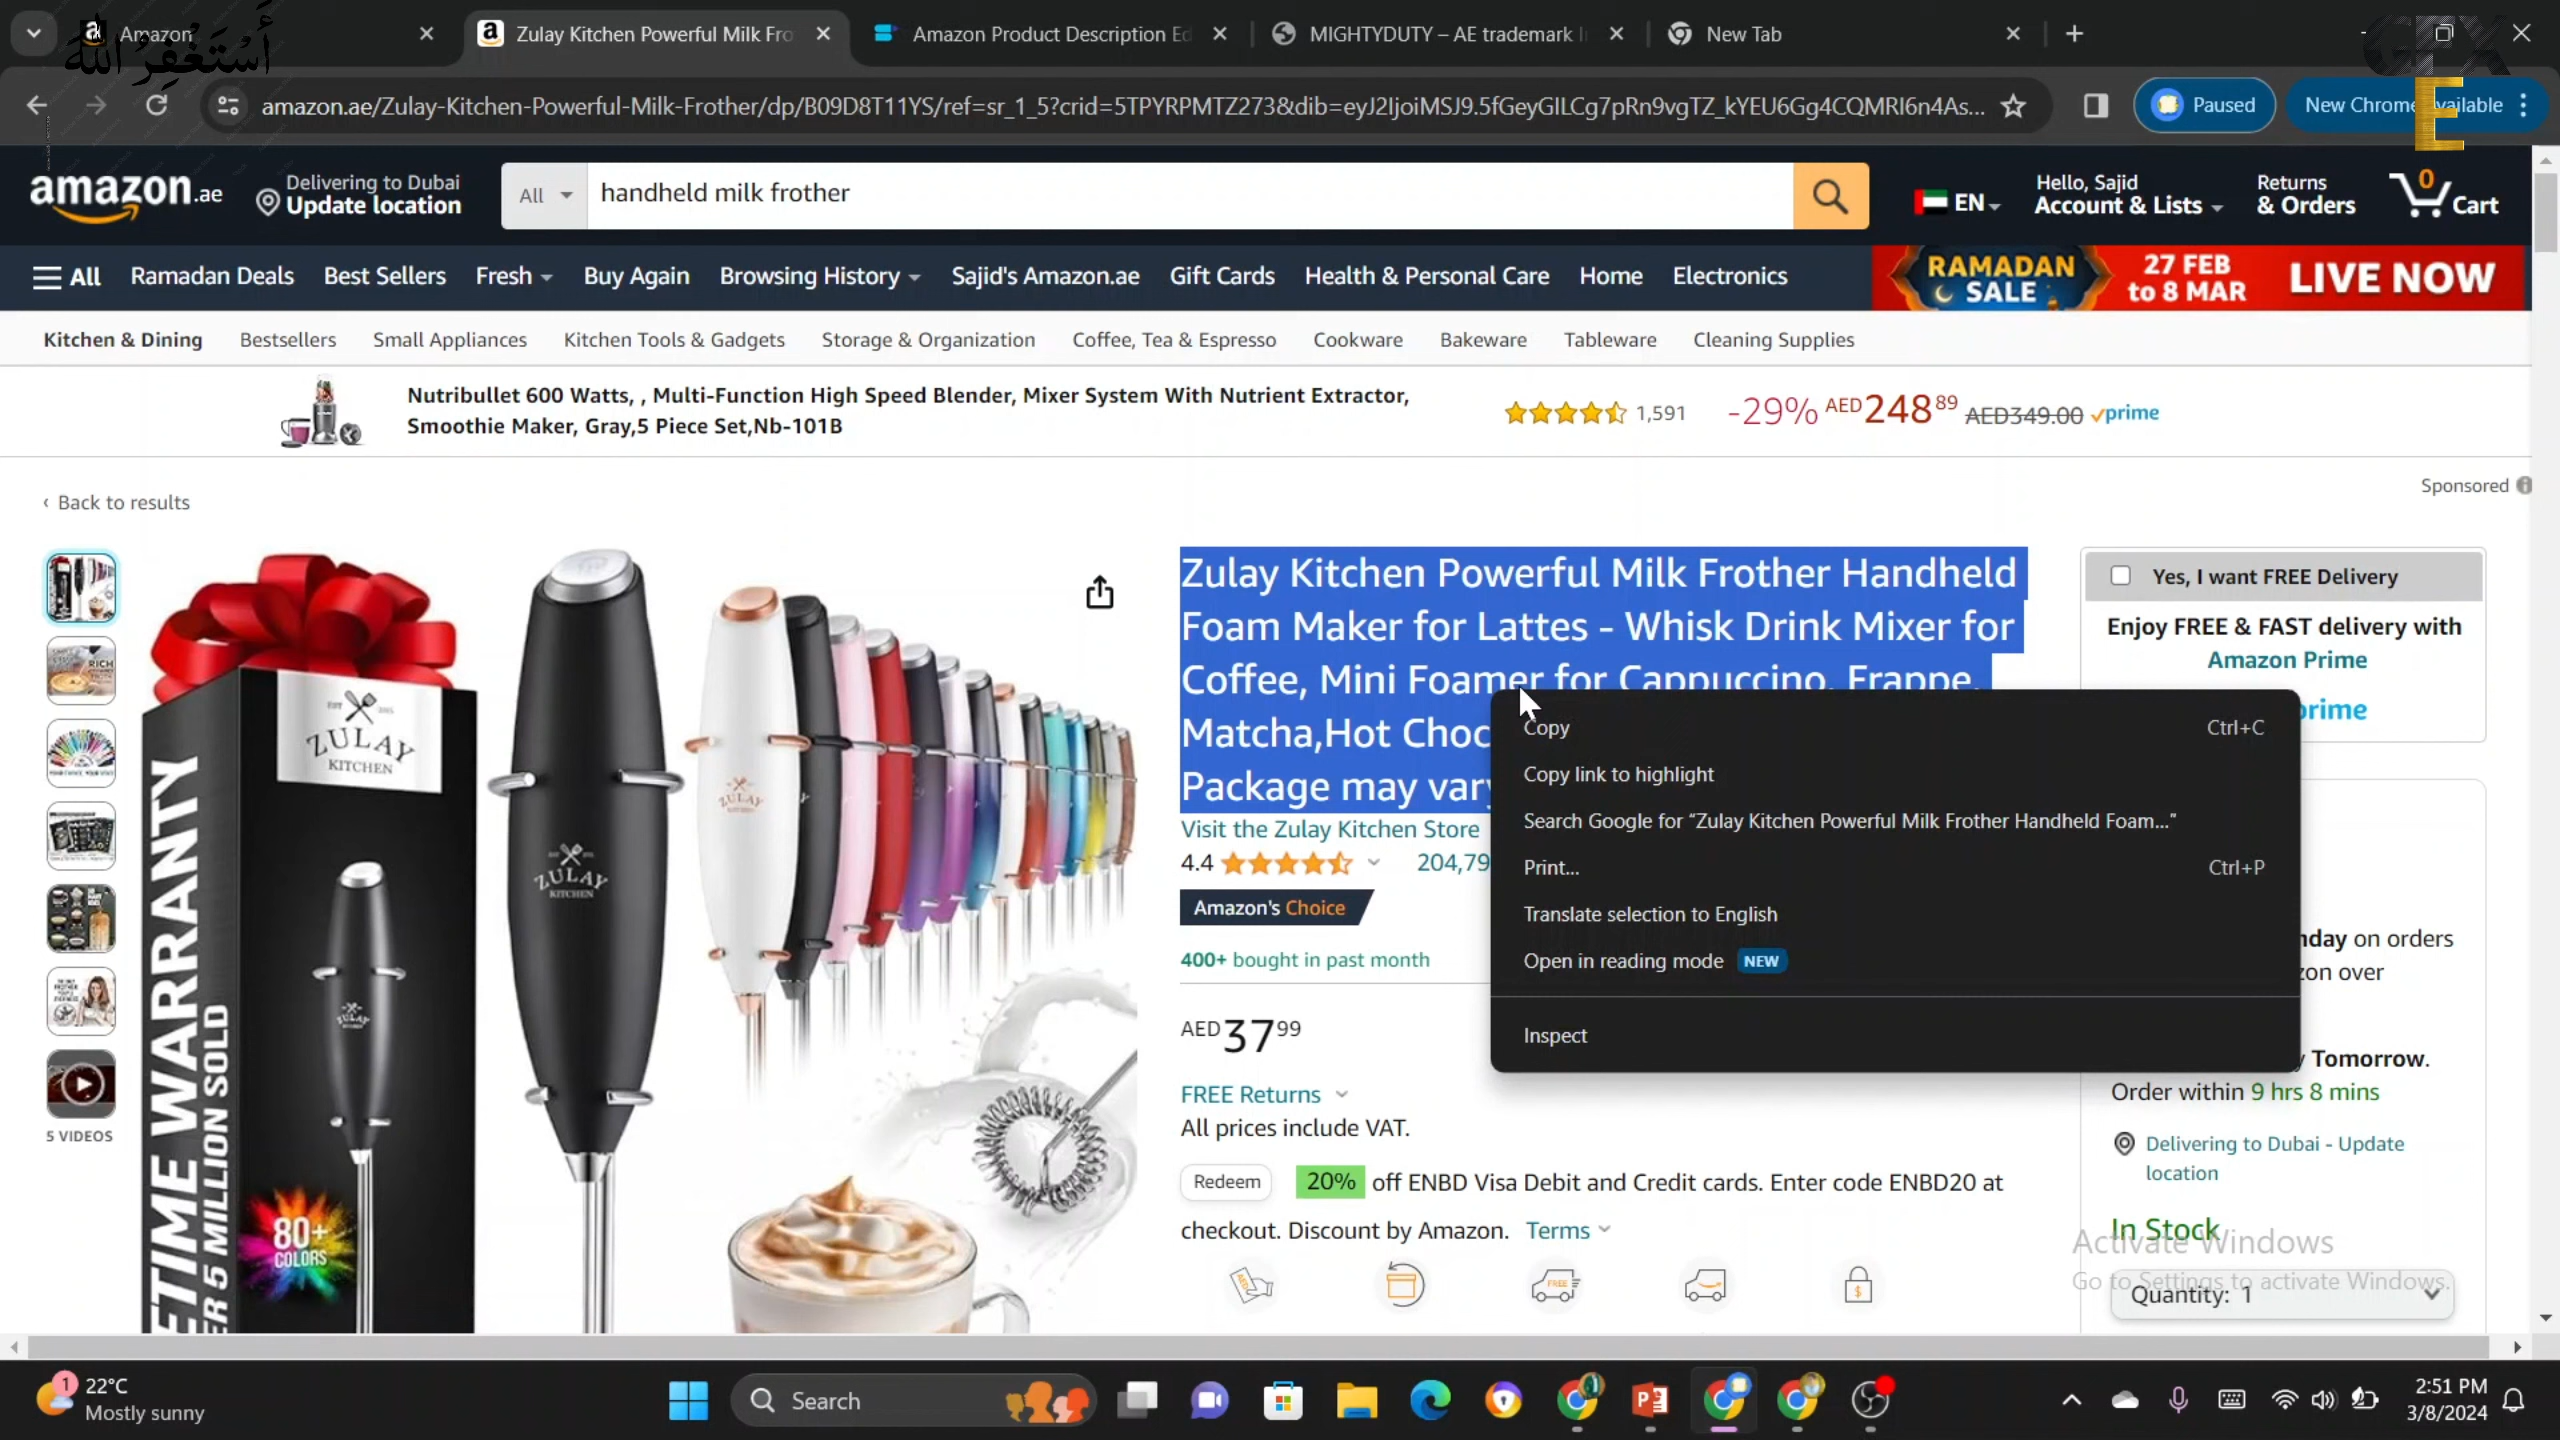 Amazon
Zulay Kitchen Powerful Milk Fro
Amazon Product Description Ed
MIGHTYDUTY – AE trademark I
New Tab
أَسْتَغْفِرُ اللَّهَ
amazon.ae/Zulay-Kitchen-Powerful-Milk-Frother/dp/B09D8T11YS/ref=sr_1_5?crid=5TPYRPMTZ273&dib=eyJ2IjoiMSJ9.5fGeyGILCg7pRn9vgTZ_kYEU6Gg4CQMRI6n4As...
Paused
New Chrome available
E
amazon.ae
Delivering to Dubai
Update location
All
handheld milk frother
EN
Hello, Sajid
Account & Lists
Returns
& Orders
0
Cart
All
Ramadan Deals
Best Sellers
Fresh
Buy Again
Browsing History
Sajid's Amazon.ae
Gift Cards
Health & Personal Care
Home
Electronics
RAMADAN SALE
27 FEB to 8 MAR
LIVE NOW
Kitchen & Dining
Bestsellers
Small Appliances
Kitchen Tools & Gadgets
Storage & Organization
Coffee, Tea & Espresso
Cookware
Bakeware
Tableware
Cleaning Supplies
Nutribullet 600 Watts, , Multi-Function High Speed Blender, Mixer System With Nutrient Extractor,
Smoothie Maker, Gray,5 Piece Set,Nb-101B
1,591
-29% AED248 89 AED349.00 prime
Sponsored
‹ Back to results
5 VIDEOS
ZULAY
KITCHEN
ETIME WARRANTY
ER 5 MILLION SOLD
80+
COLORS
ZULAY
KITCHEN
ZULAY
Zulay Kitchen Powerful Milk Frother Handheld
Foam Maker for Lattes - Whisk Drink Mixer for
Coffee, Mini Foamer for Cappuccino, Frappe,
Matcha,Hot Choc
Package may vary
Visit the Zulay Kitchen Store
4.4
204,79
Amazon's Choice
400+ bought in past month
AED37 99
FREE Returns
All prices include VAT.
Redeem
20% off ENBD Visa Debit and Credit cards. Enter code ENBD20 at
checkout. Discount by Amazon. Terms
Copy
Ctrl+C
Copy link to highlight
Search Google for “Zulay Kitchen Powerful Milk Frother Handheld Foam...”
Print...
Ctrl+P
Translate selection to English
Open in reading mode
NEW
Inspect
Yes, I want FREE Delivery
Enjoy FREE & FAST delivery with
Amazon Prime
prime
nday on orders
zon over
Tomorrow.
Order within 9 hrs 8 mins
Delivering to Dubai - Update
location
In Stock
Activate Windows
Go to Settings to activate Windows.
Quantity: 1
1
22°C
Mostly sunny
Search
2:51 PM
3/8/2024